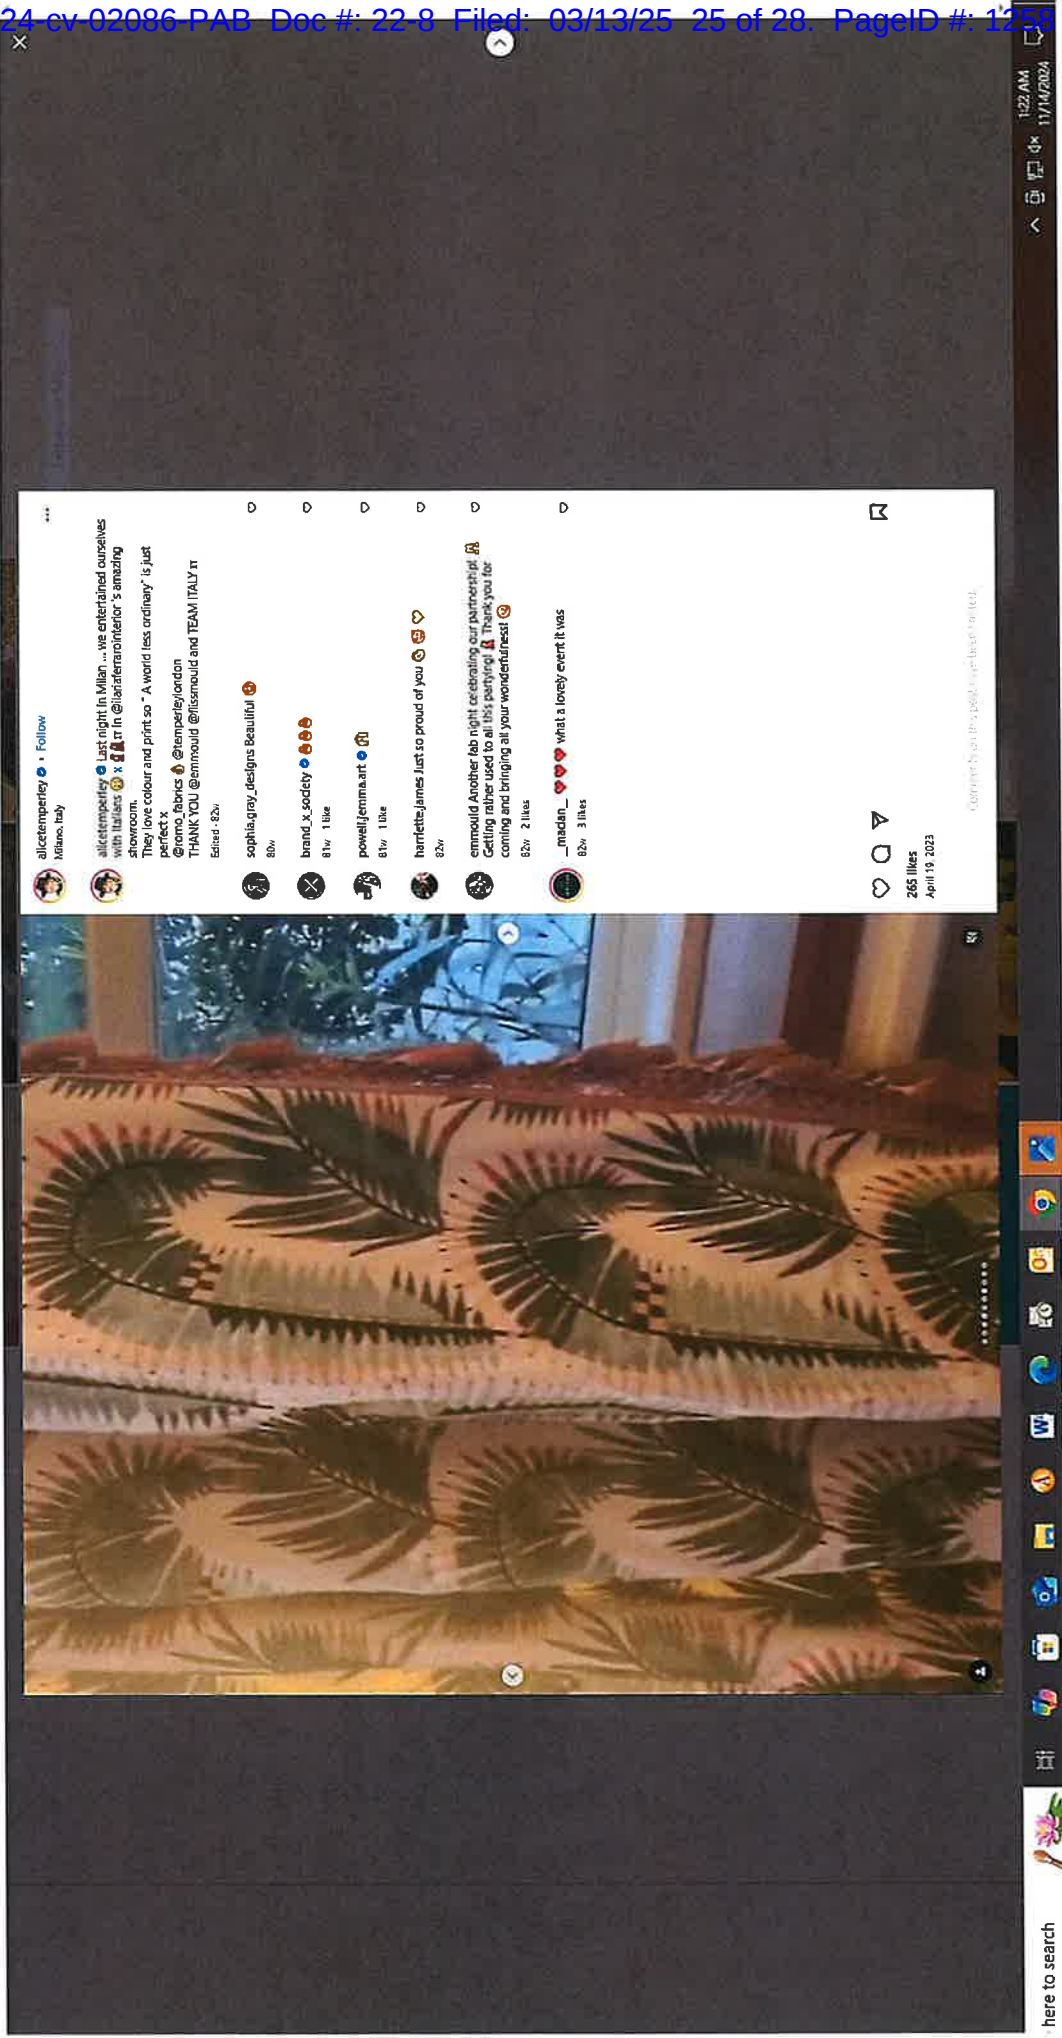 24-cv-02086-PAB Doc #: 22-8 Filed: 03/13/25 25 of 28. PageID #: 1258
alicetemperley • Follow
Milano, Italy
alicetemperley Last night in Milan ... we entertained ourselves
with Italians x in @ilariaferrarointerior 's amazing
showroom.
They love colour and print so " A world less ordinary" is just
perfect x
@romo_fabrics @temperleylondon
THANK YOU @emmould @flissmould and TEAM ITALY
Edited · 82w
sophia.gray_designs Beautiful
80w
brand_x_society
81w 1 like
powell.jemma.art
81w 1 like
harriette.james Just so proud of you
82w
emmould Another fab night celebrating our partnership!
Getting rather used to all this partying! Thank you for
coming and bringing all your wonderfulness!
82w 2 likes
_madan_ ❤❤❤ what a lovely event it was
82w 3 likes
265 likes
April 19, 2023
here to search
1:22 AM
11/14/2024